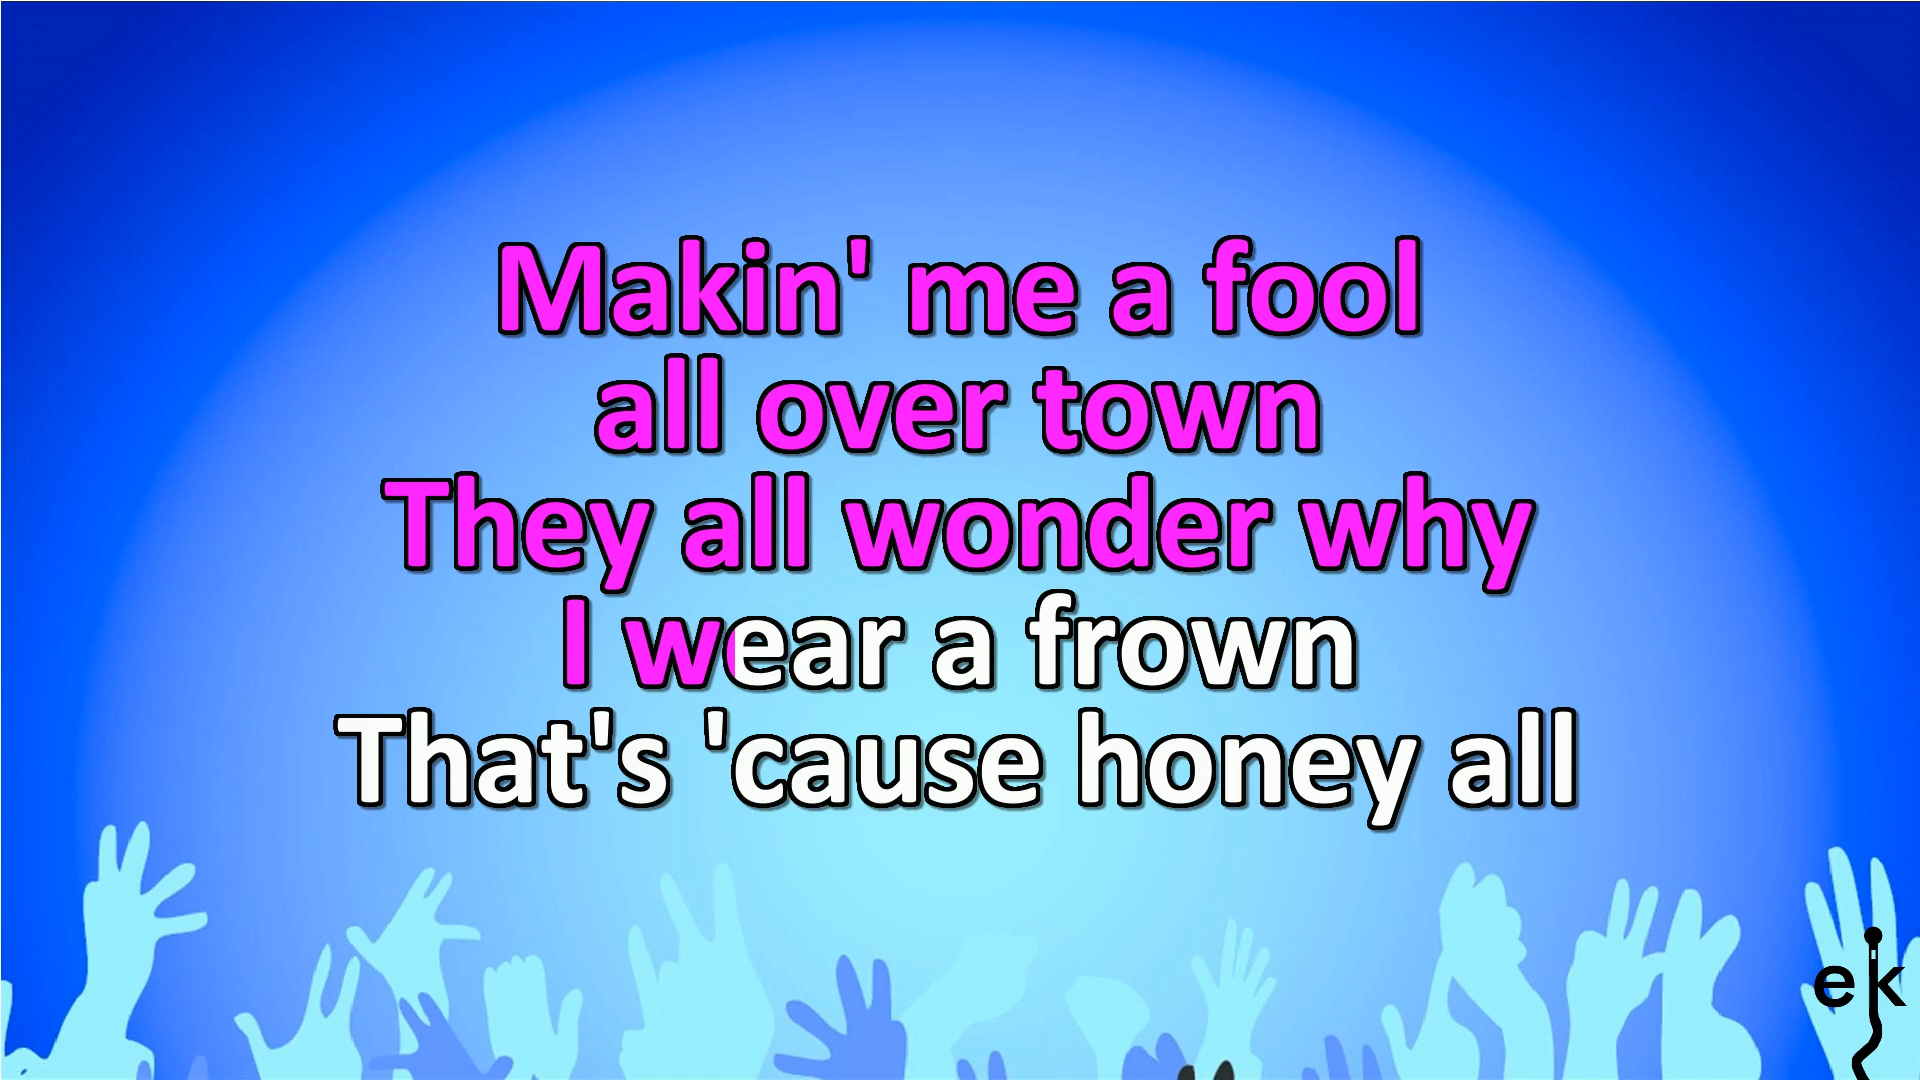 Makin' me a fool
all over town
They all wonder why
I wear a frown
That's 'cause honey all
ek